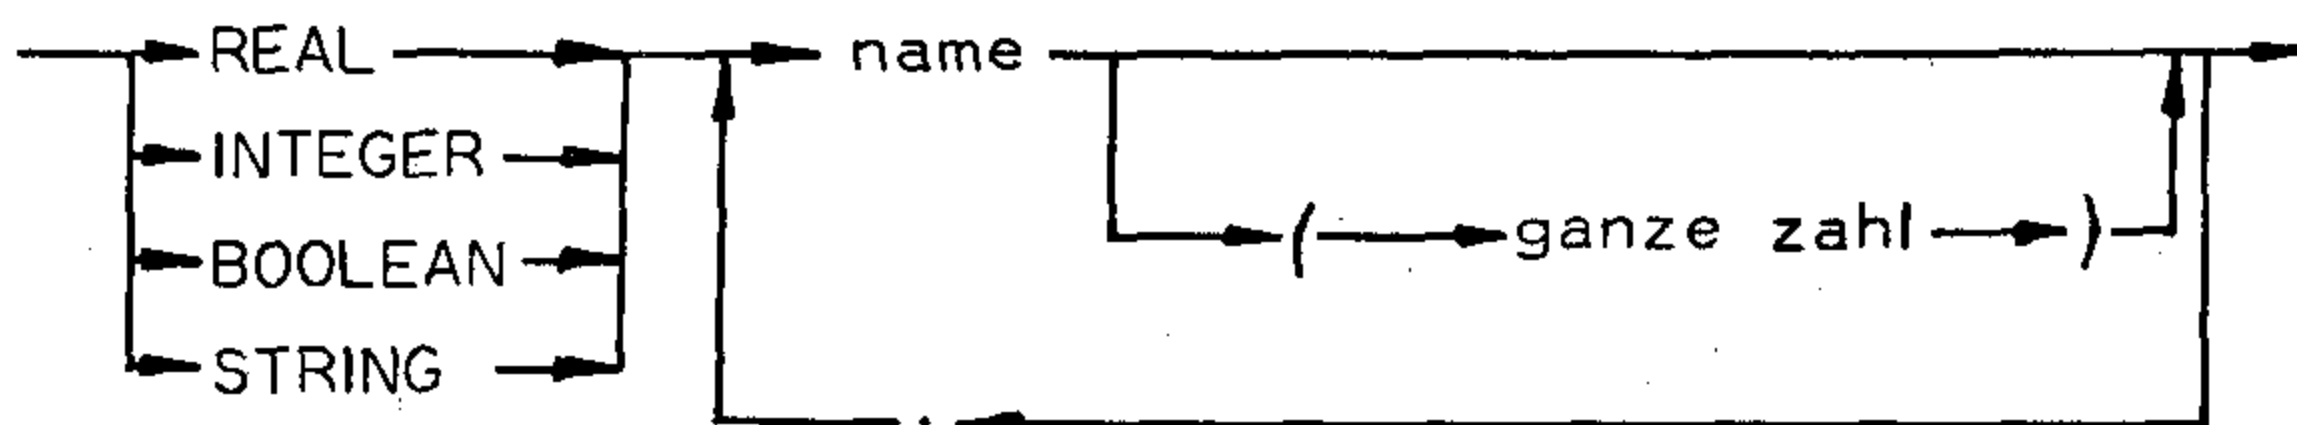 REAL name
INTEGER
( ganze zahl )
BOOLEAN
STRING